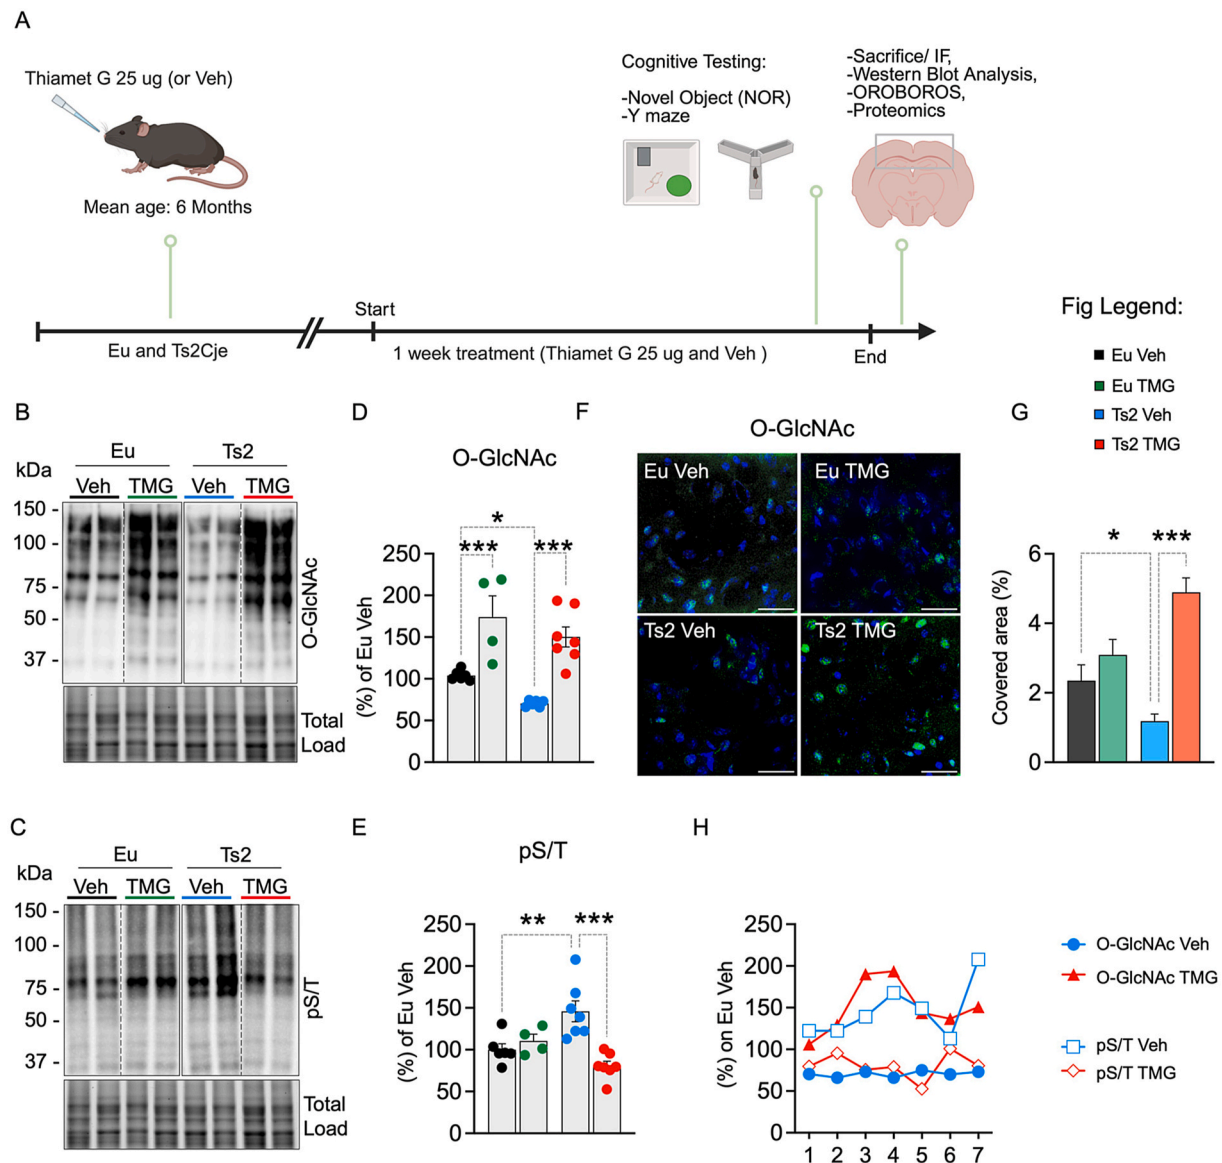 A
Thiamet G 25 ug (or Veh)
Mean age: 6 Months
Cognitive Testing:
-Novel Object (NOR)
-Y maze
-Sacrifice/ IF,
-Western Blot Analysis,
-OROBOROS,
-Proteomics
Start
Eu and Ts2Cje
1 week treatment (Thiamet G 25 ug and Veh )
End
Fig Legend:
Eu Veh
Eu TMG
Ts2 Veh
Ts2 TMG
B
kDa
Eu Ts2
Veh TMG Veh TMG
150 -
100 -
75 -
50 -
37 -
O-GlcNAc
Total
Load
D
O-GlcNAc
*
*** ***
(%) of Eu Veh
250
200
150
100
50
0
F
O-GlcNAc
Eu Veh Eu TMG
Ts2 Veh Ts2 TMG
G
* ***
Covered area (%)
6
4
2
0
C
kDa
Eu Ts2
Veh TMG Veh TMG
150 -
100 -
75 -
50 -
37 -
pS/T
Total
Load
E
pS/T
** ***
(%) of Eu Veh
250
200
150
100
50
0
H
(%) on Eu Veh
250
200
150
100
50
0
1 2 3 4 5 6 7
O-GlcNAc Veh
O-GlcNAc TMG
pS/T Veh
pS/T TMG